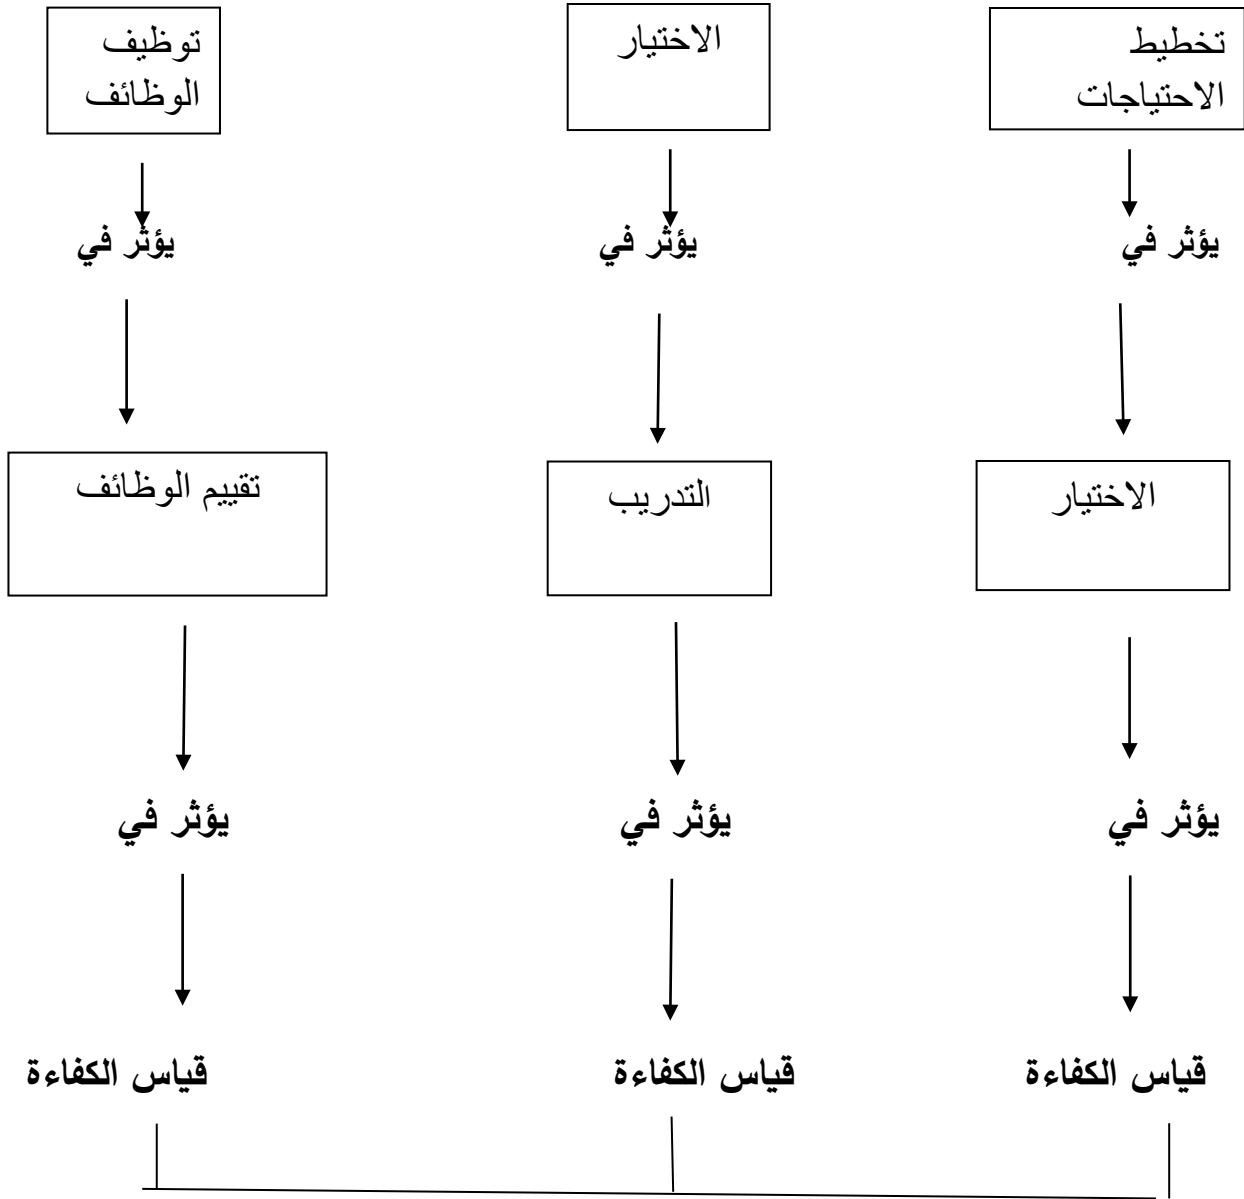 تخطيط
الاحتياجات
الاختيار
توظيف
الوظائف
يؤثر في
يؤثر في
يؤثر في
الاختيار
التدريب
تقييم الوظائف
يؤثر في
يؤثر في
يؤثر في
قياس الكفاءة
قياس الكفاءة
قياس الكفاءة